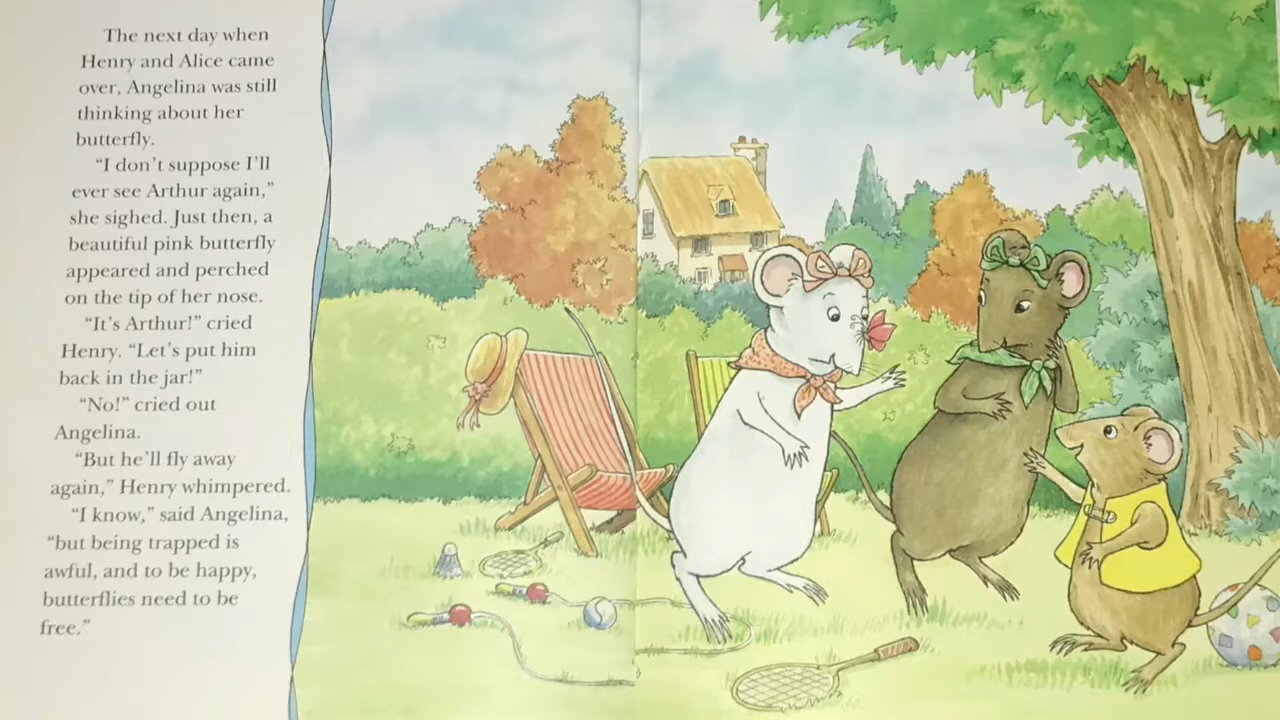 The next day when
Henry and Alice came
over, Angelina was still
thinking about her
butterfly.
“I don’t suppose I’ll
ever see Arthur again,”
she sighed. Just then, a
beautiful pink butterfly
appeared and perched
on the tip of her nose.
“It’s Arthur!” cried
Henry. “Let’s put him
back in the jar!”
“No!” cried out
Angelina.
“But he’ll fly away
again,” Henry whimpered.
“I know,” said Angelina,
“but being trapped is
awful, and to be happy,
butterflies need to be
free.”